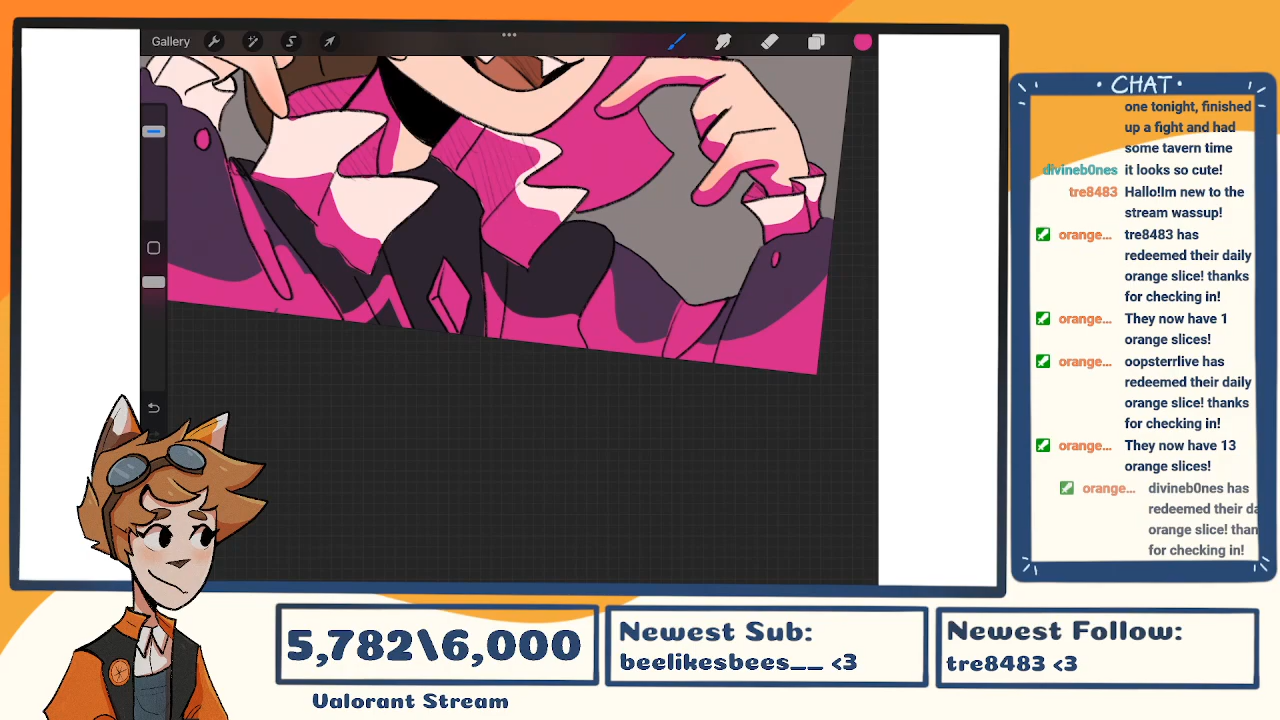 Gallery
• CHAT •
one tonight, finished
up a fight and had
some tavern time
divineb0nes it looks so cute!
tre8483 Hallo!Im new to the
stream wassup!
orange... tre8483 has
redeemed their daily
orange slice! thanks
for checking in!
orange... They now have 1
orange slices!
orange... oopsterrlive has
redeemed their daily
orange slice! thanks
for checking in!
orange... They now have 13
orange slices!
orange... divineb0nes has
redeemed their da
orange slice! than
for checking in!
5,782\6,000
Valorant Stream
Newest Sub:
beelikesbees__ <3
Newest Follow:
tre8483 <3